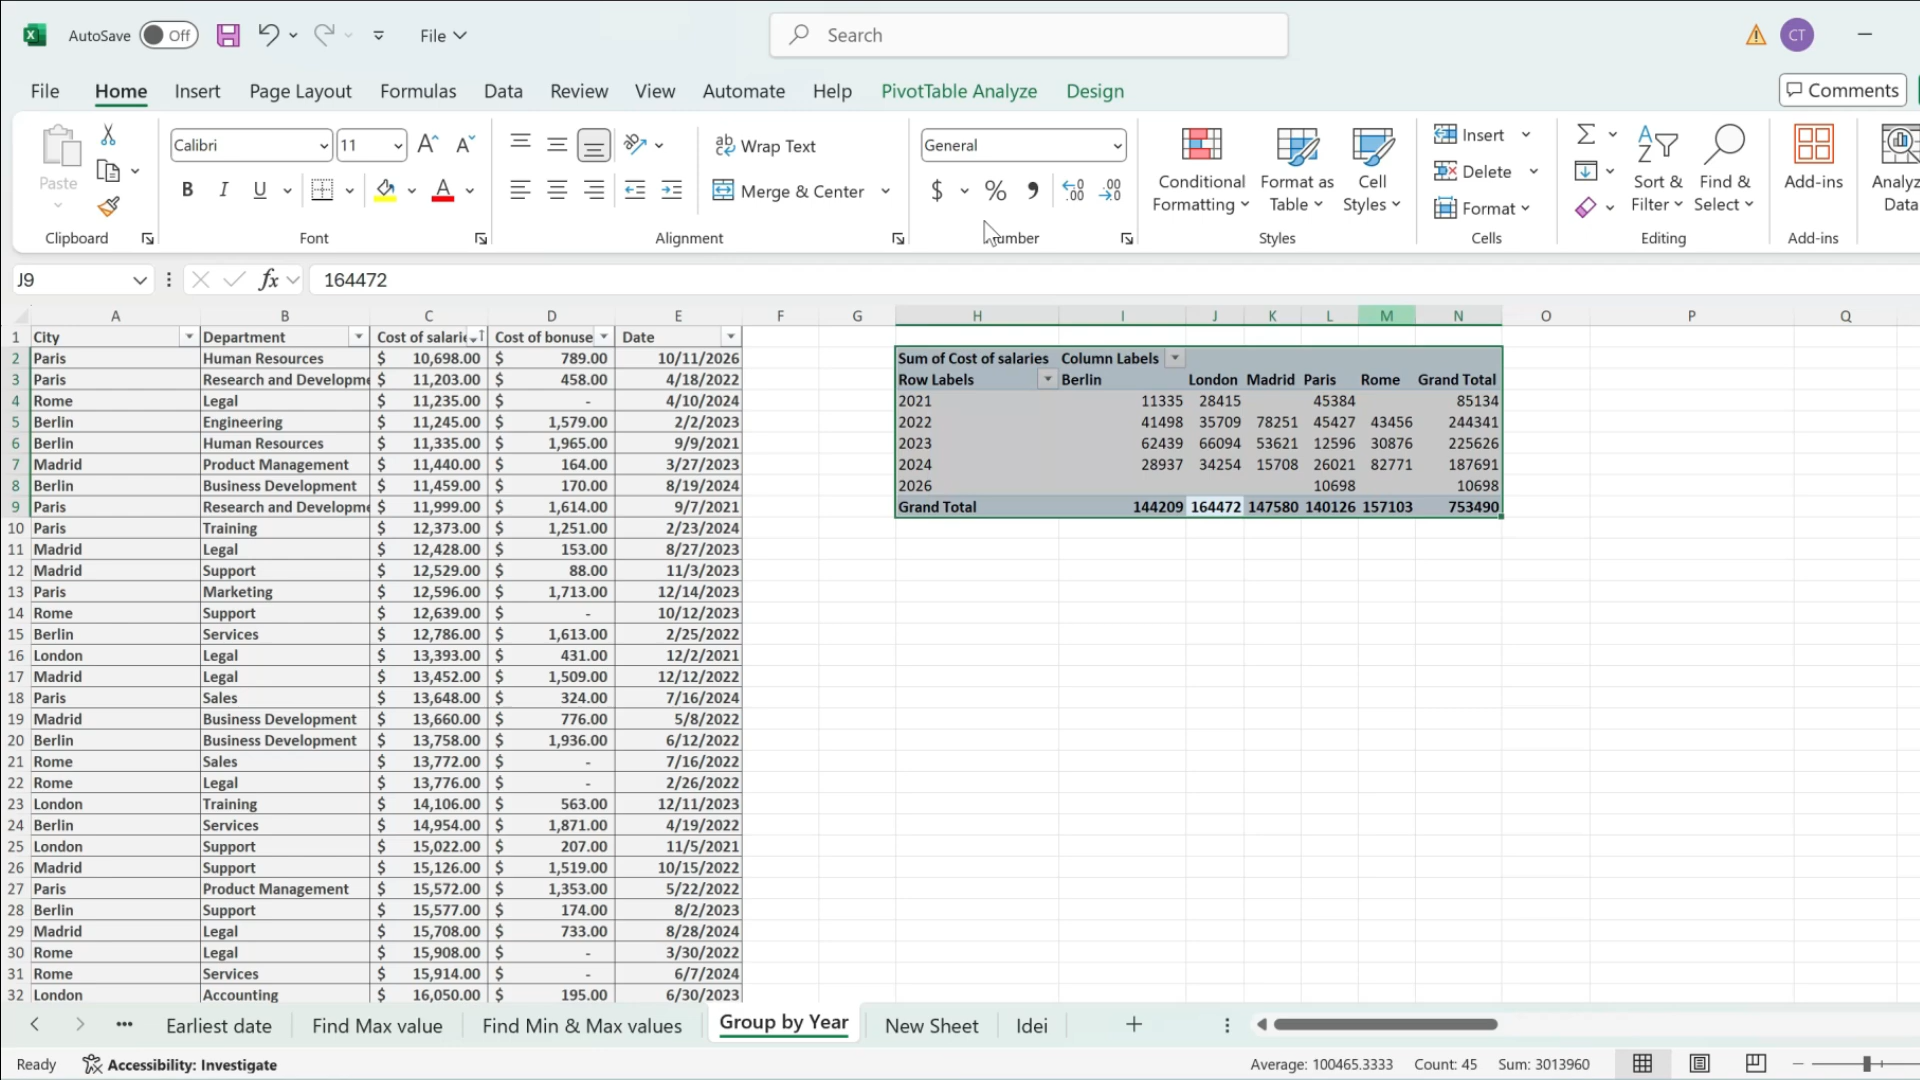 AutoSave Off File Search CT
File Home Insert Page Layout Formulas Data Review View Automate Help PivotTable Analyze Design Comments
Paste Clipboard
Calibri 11 B I U A Font
Wrap Text Merge & Center Alignment
General $ % Number
Conditional Formatting Format as Table Cell Styles Styles
Insert Delete Format Cells
Sort & Filter Find & Select Editing
Add-ins Add-ins
Analyze Data
J9 fx 164472
A B C D E F G H I J K L M N O P Q
1 City Department Cost of salarie Cost of bonuse Date
2 Paris Human Resources $ 10,698.00 $ 789.00 10/11/2026 Sum of Cost of salaries Column Labels
3 Paris Research and Developme $ 11,203.00 $ 458.00 4/18/2022 Row Labels Berlin London Madrid Paris Rome Grand Total
4 Rome Legal $ 11,235.00 $ - 4/10/2024 2021 11335 28415 45384 85134
5 Berlin Engineering $ 11,245.00 $ 1,579.00 2/2/2023 2022 41498 35709 78251 45427 43456 244341
6 Berlin Human Resources $ 11,335.00 $ 1,965.00 9/9/2021 2023 62439 66094 53621 12596 30876 225626
7 Madrid Product Management $ 11,440.00 $ 164.00 3/27/2023 2024 28937 34254 15708 26021 82771 187691
8 Berlin Business Development $ 11,459.00 $ 170.00 8/19/2024 2026 10698 10698
9 Paris Research and Developme $ 11,999.00 $ 1,614.00 9/7/2021 Grand Total 144209 164472 147580 140126 157103 753490
10 Paris Training $ 12,373.00 $ 1,251.00 2/23/2024
11 Madrid Legal $ 12,428.00 $ 153.00 8/27/2023
12 Madrid Support $ 12,529.00 $ 88.00 11/3/2023
13 Paris Marketing $ 12,596.00 $ 1,713.00 12/14/2023
14 Rome Support $ 12,639.00 $ - 10/12/2023
15 Berlin Services $ 12,786.00 $ 1,613.00 2/25/2022
16 London Legal $ 13,393.00 $ 431.00 12/2/2021
17 Madrid Legal $ 13,452.00 $ 1,509.00 12/12/2022
18 Paris Sales $ 13,648.00 $ 324.00 7/16/2024
19 Madrid Business Development $ 13,660.00 $ 776.00 5/8/2022
20 Berlin Business Development $ 13,758.00 $ 1,936.00 6/12/2022
21 Rome Sales $ 13,772.00 $ - 7/16/2022
22 Rome Legal $ 13,776.00 $ - 2/26/2022
23 London Training $ 14,106.00 $ 563.00 12/11/2023
24 Berlin Services $ 14,954.00 $ 1,871.00 4/19/2022
25 London Support $ 15,022.00 $ 207.00 11/5/2021
26 Madrid Support $ 15,126.00 $ 1,519.00 10/15/2022
27 Paris Product Management $ 15,572.00 $ 1,353.00 5/22/2022
28 Berlin Support $ 15,577.00 $ 174.00 8/2/2023
29 Madrid Legal $ 15,708.00 $ 733.00 8/28/2024
30 Rome Legal $ 15,908.00 $ - 3/30/2022
31 Rome Services $ 15,914.00 $ - 6/7/2024
32 London Accounting $ 16,050.00 $ 195.00 6/30/2023
Earliest date Find Max value Find Min & Max values Group by Year New Sheet Idei
Ready Accessibility: Investigate Average: 100465.3333 Count: 45 Sum: 3013960